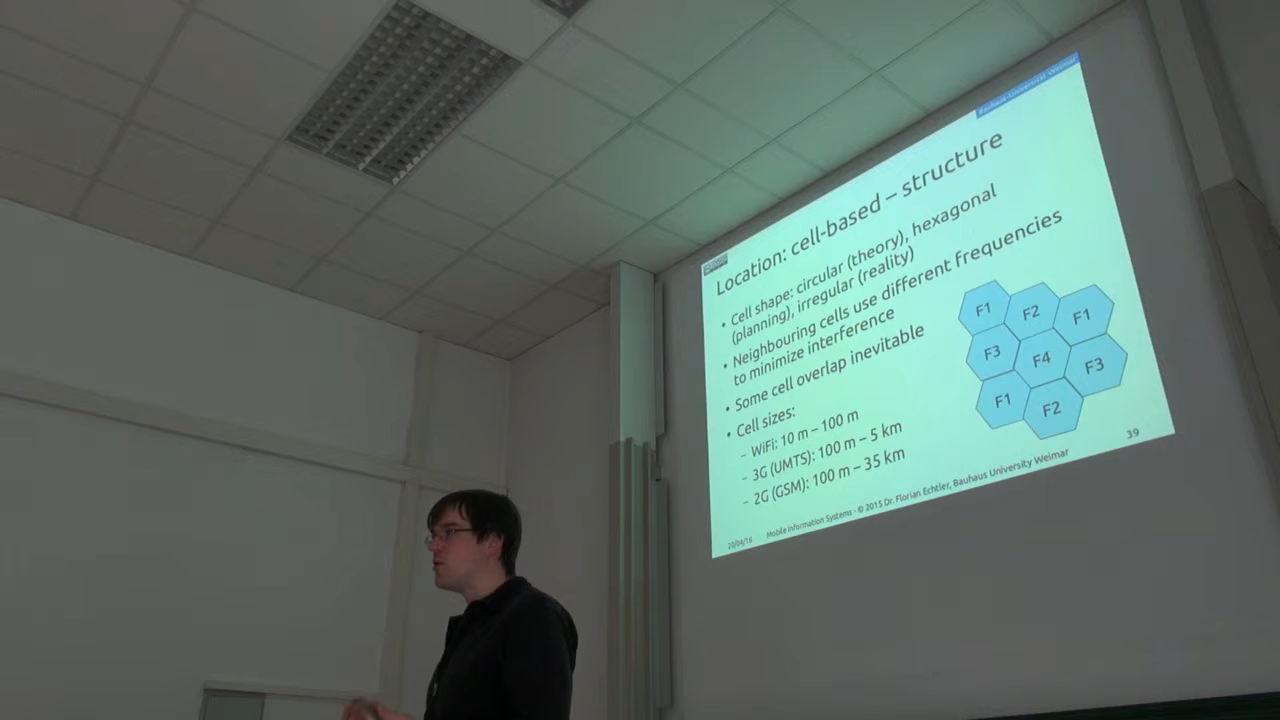 Bauhaus-Universität Weimar
Location: cell-based – structure
• Cell shape: circular (theory), hexagonal
(planning), irregular (reality)
• Neighbouring cells use different frequencies
to minimize interference
• Some cell overlap inevitable
• Cell sizes:
– WiFi: 10 m – 100 m
– 3G (UMTS): 100 m – 5 km
– 2G (GSM): 100 m – 35 km
F1 F2 F1
F3 F4 F3
F1 F2
39
20/04/16 Mobile Information Systems - © 2015 Dr. Florian Echtler, Bauhaus University Weimar